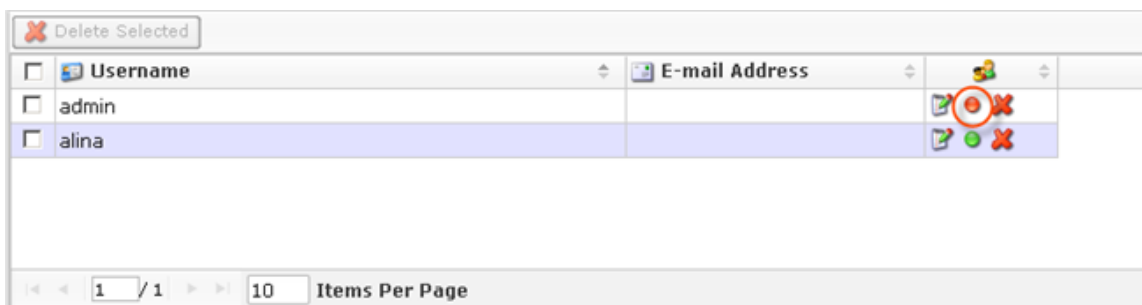 Delete Selected
Username E-mail Address
admin
alina
1 / 1 10 Items Per Page